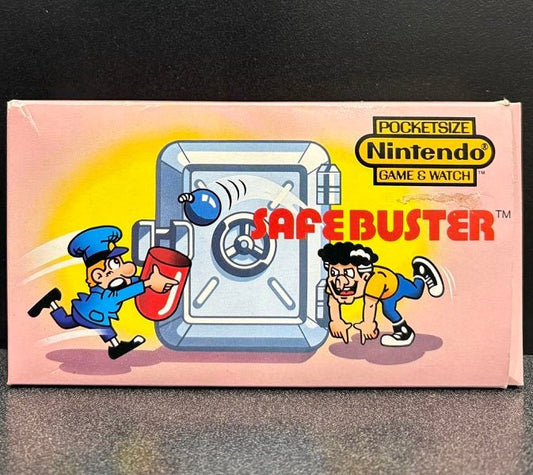 POCKETSIZE
Nintendo®
GAME & WATCH™
SAFEBUSTER™